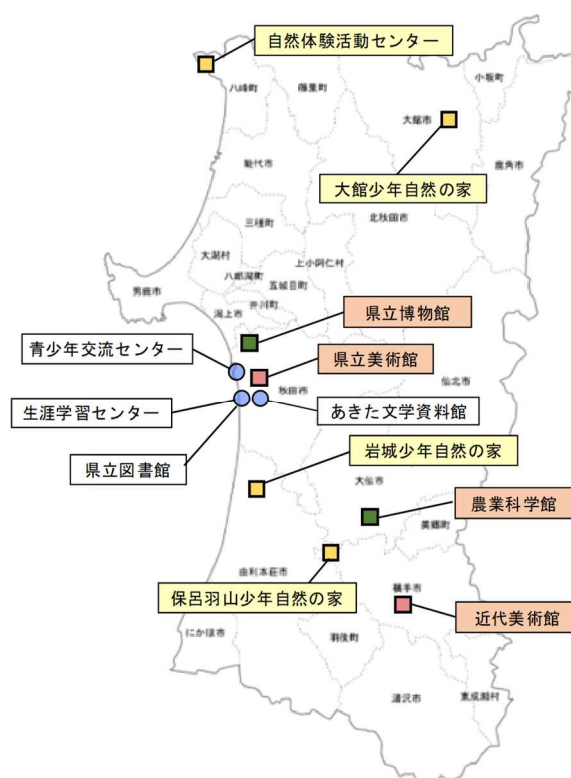 自然体験活動センター
小坂町
八峰町
藤里町
大館市
鹿角市
能代市
大館少年自然の家
北秋田市
三種町
大潟村
上小阿仁村
八郎潟町
五城目町
男鹿市
井川町
潟上市
県立博物館
青少年交流センター
県立美術館
仙北市
秋田市
生涯学習センター
あきた文学資料館
岩城少年自然の家
県立図書館
大仙市
農業科学館
美郷町
由利本荘市
横手市
保呂羽山少年自然の家
近代美術館
にかほ市
羽後町
湯沢市
東成瀬村